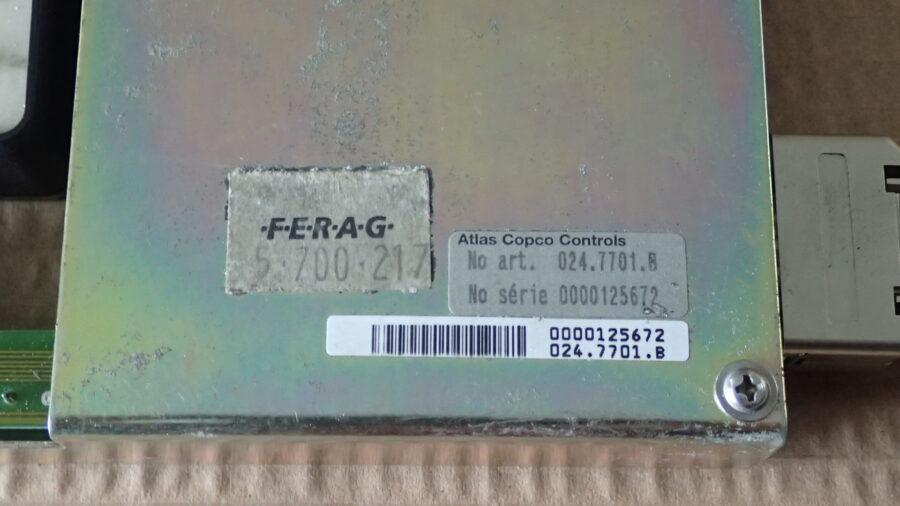 ·F·E·R·A·G·
5·700·217
Atlas Copco Controls
No art. 024.7701.B
No série 0000125672
0000125672
024.7701.B